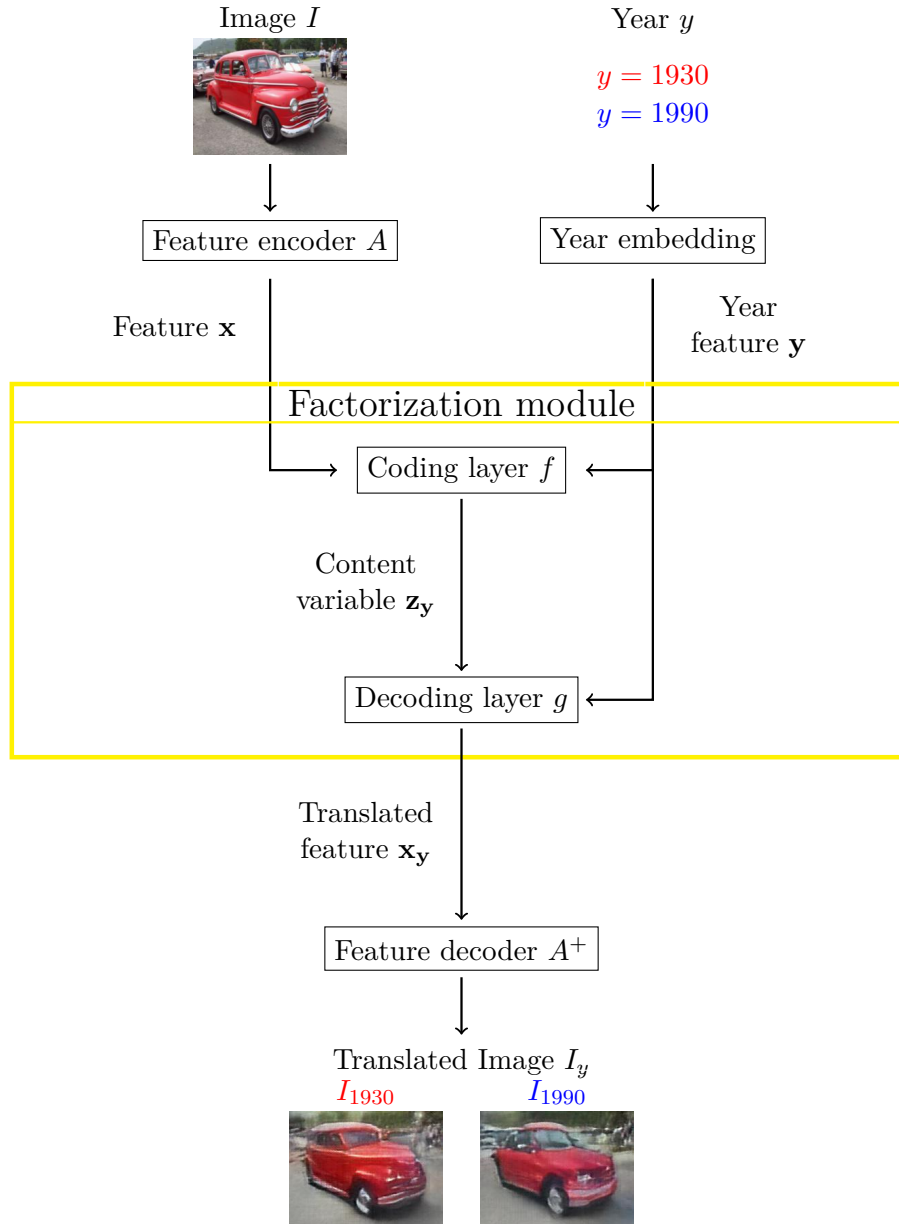 Image I
Year y
y = 1930
y = 1990
Feature encoder A
Year embedding
Feature x
Year
feature y
Factorization module
Coding layer f
Content
variable z_y
Decoding layer g
Translated
feature x_y
Feature decoder A⁺
Translated Image I_y
I_1930
I_1990